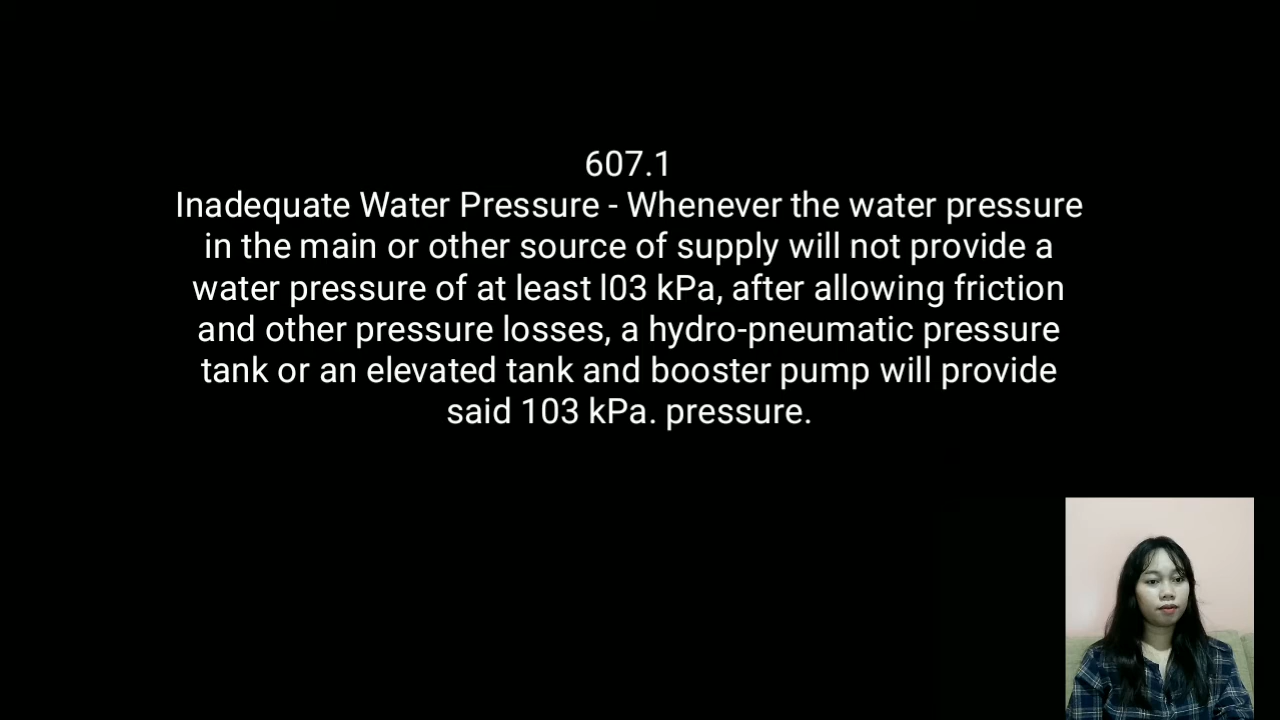 607.1
Inadequate Water Pressure - Whenever the water pressure
in the main or other source of supply will not provide a
water pressure of at least l03 kPa, after allowing friction
and other pressure losses, a hydro-pneumatic pressure
tank or an elevated tank and booster pump will provide
said 103 kPa. pressure.